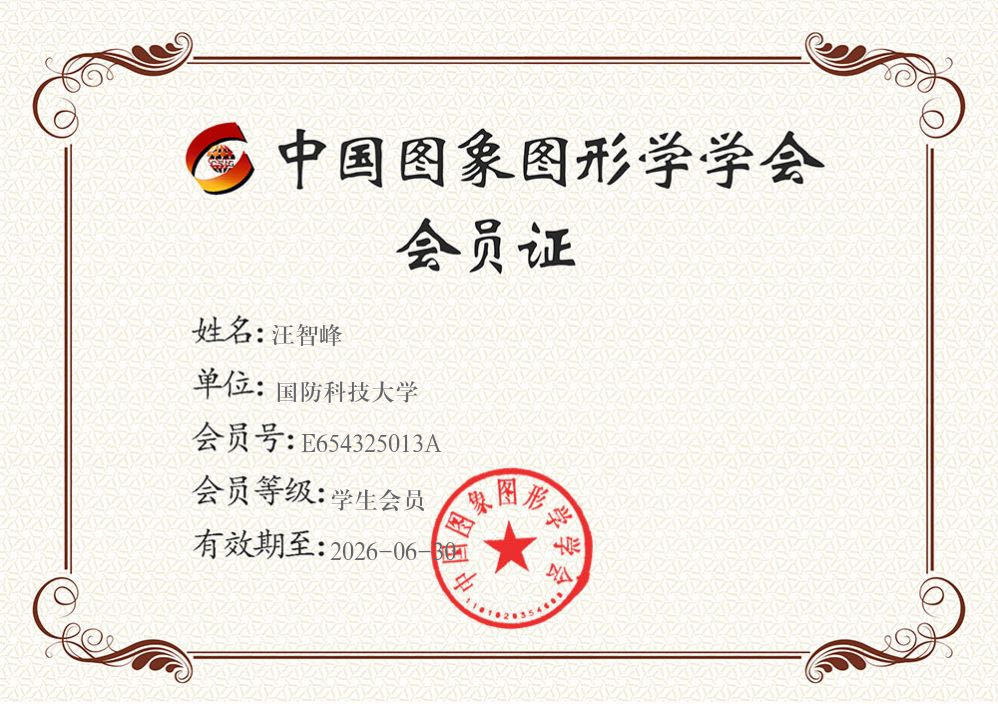 中国图象图形学学会
会员证
姓名: 汪智峰
单位: 国防科技大学
会员号: E654325013A
会员等级: 学生会员
有效期至: 2026-06-30
中国图象图形学学会